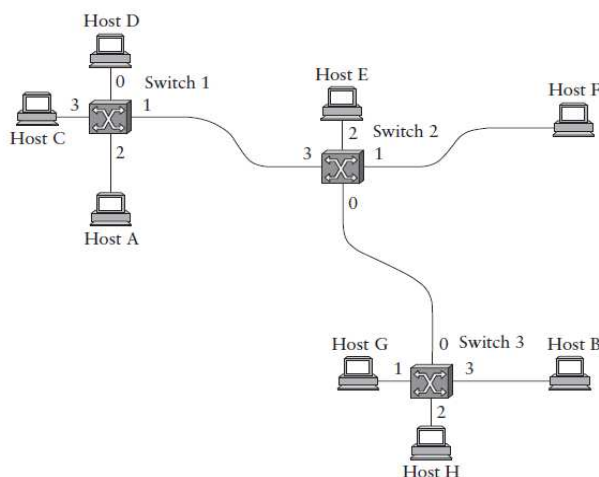 Host D
0 Switch 1
3 1
Host C
2
Host A
Host E
2 Switch 2
3 1
0
Host F
Host G
0 Switch 3
Host B
1 3
2
Host H